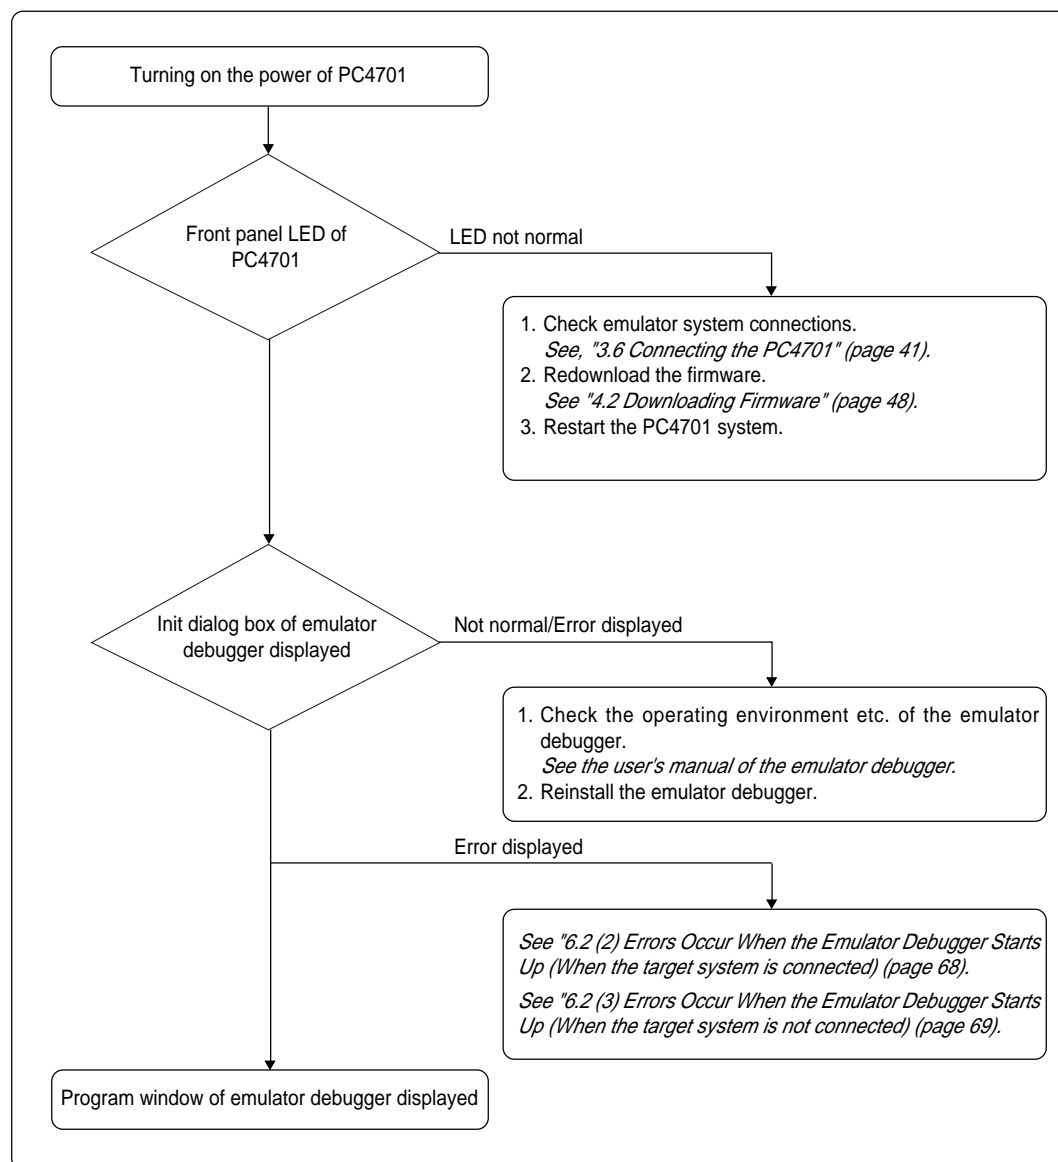 Turning on the power of PC4701
Front panel LED of
PC4701
LED not normal
1. Check emulator system connections.
See, "3.6 Connecting the PC4701" (page 41).
2. Redownload the firmware.
See "4.2 Downloading Firmware" (page 48).
3. Restart the PC4701 system.
Init dialog box of emulator
debugger displayed
Not normal/Error displayed
1. Check the operating environment etc. of the emulator
debugger.
See the user's manual of the emulator debugger.
2. Reinstall the emulator debugger.
Error displayed
See "6.2 (2) Errors Occur When the Emulator Debugger Starts
Up (When the target system is connected) (page 68).
See "6.2 (3) Errors Occur When the Emulator Debugger Starts
Up (When the target system is not connected) (page 69).
Program window of emulator debugger displayed